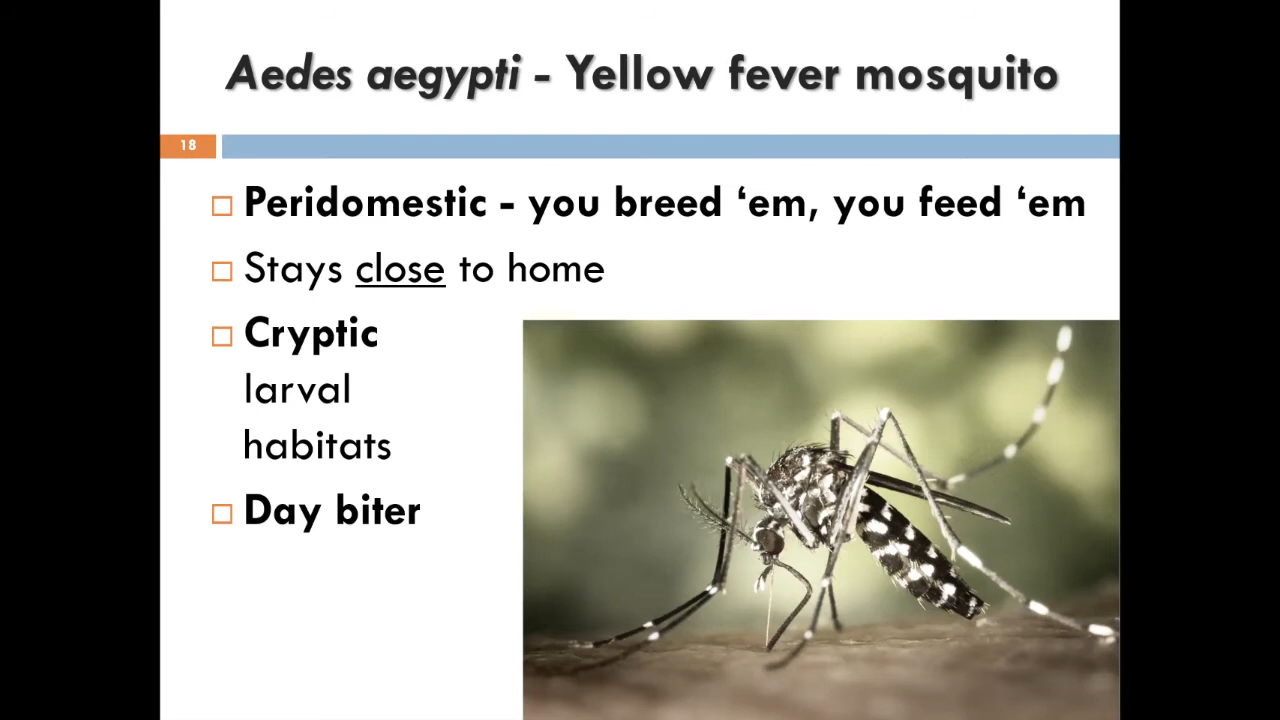 Aedes aegypti - Yellow fever mosquito
18
Peridomestic - you breed ‘em, you feed ‘em
Stays close to home
Cryptic
larval
habitats
Day biter